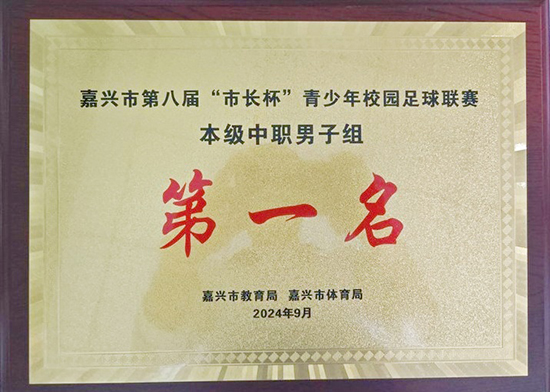 嘉兴市第八届“市长杯”青少年校园足球联赛
本级中职男子组
第一名
嘉兴市教育局 嘉兴市体育局
2024年9月